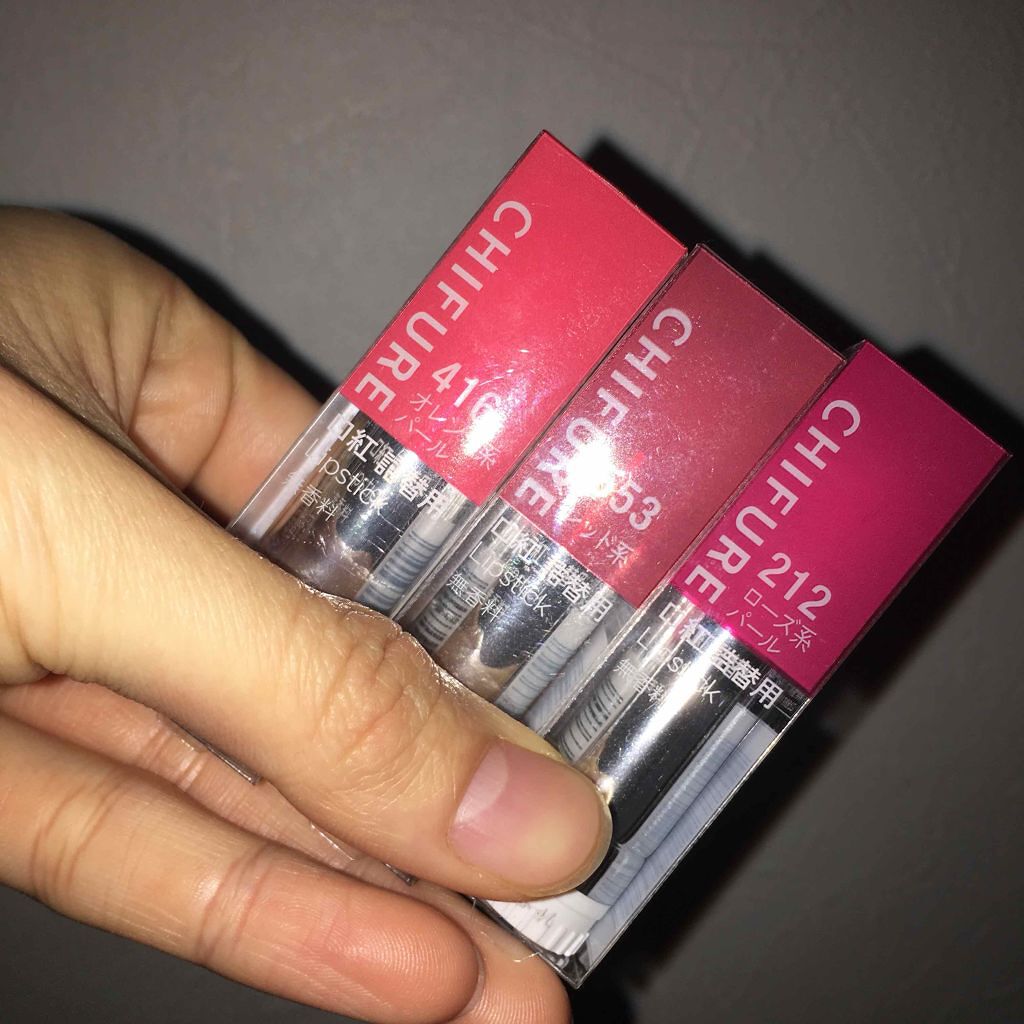 CHIFURE
416
オレンジ系
パール
口紅 詰替用
Lipstick
無香料
CHIFURE
53
ッド系
口紅 詰替用
Lipstick
無香料
CHIFURE
212
ローズ系
パール
口紅 詰替用
Lipstick
無香料